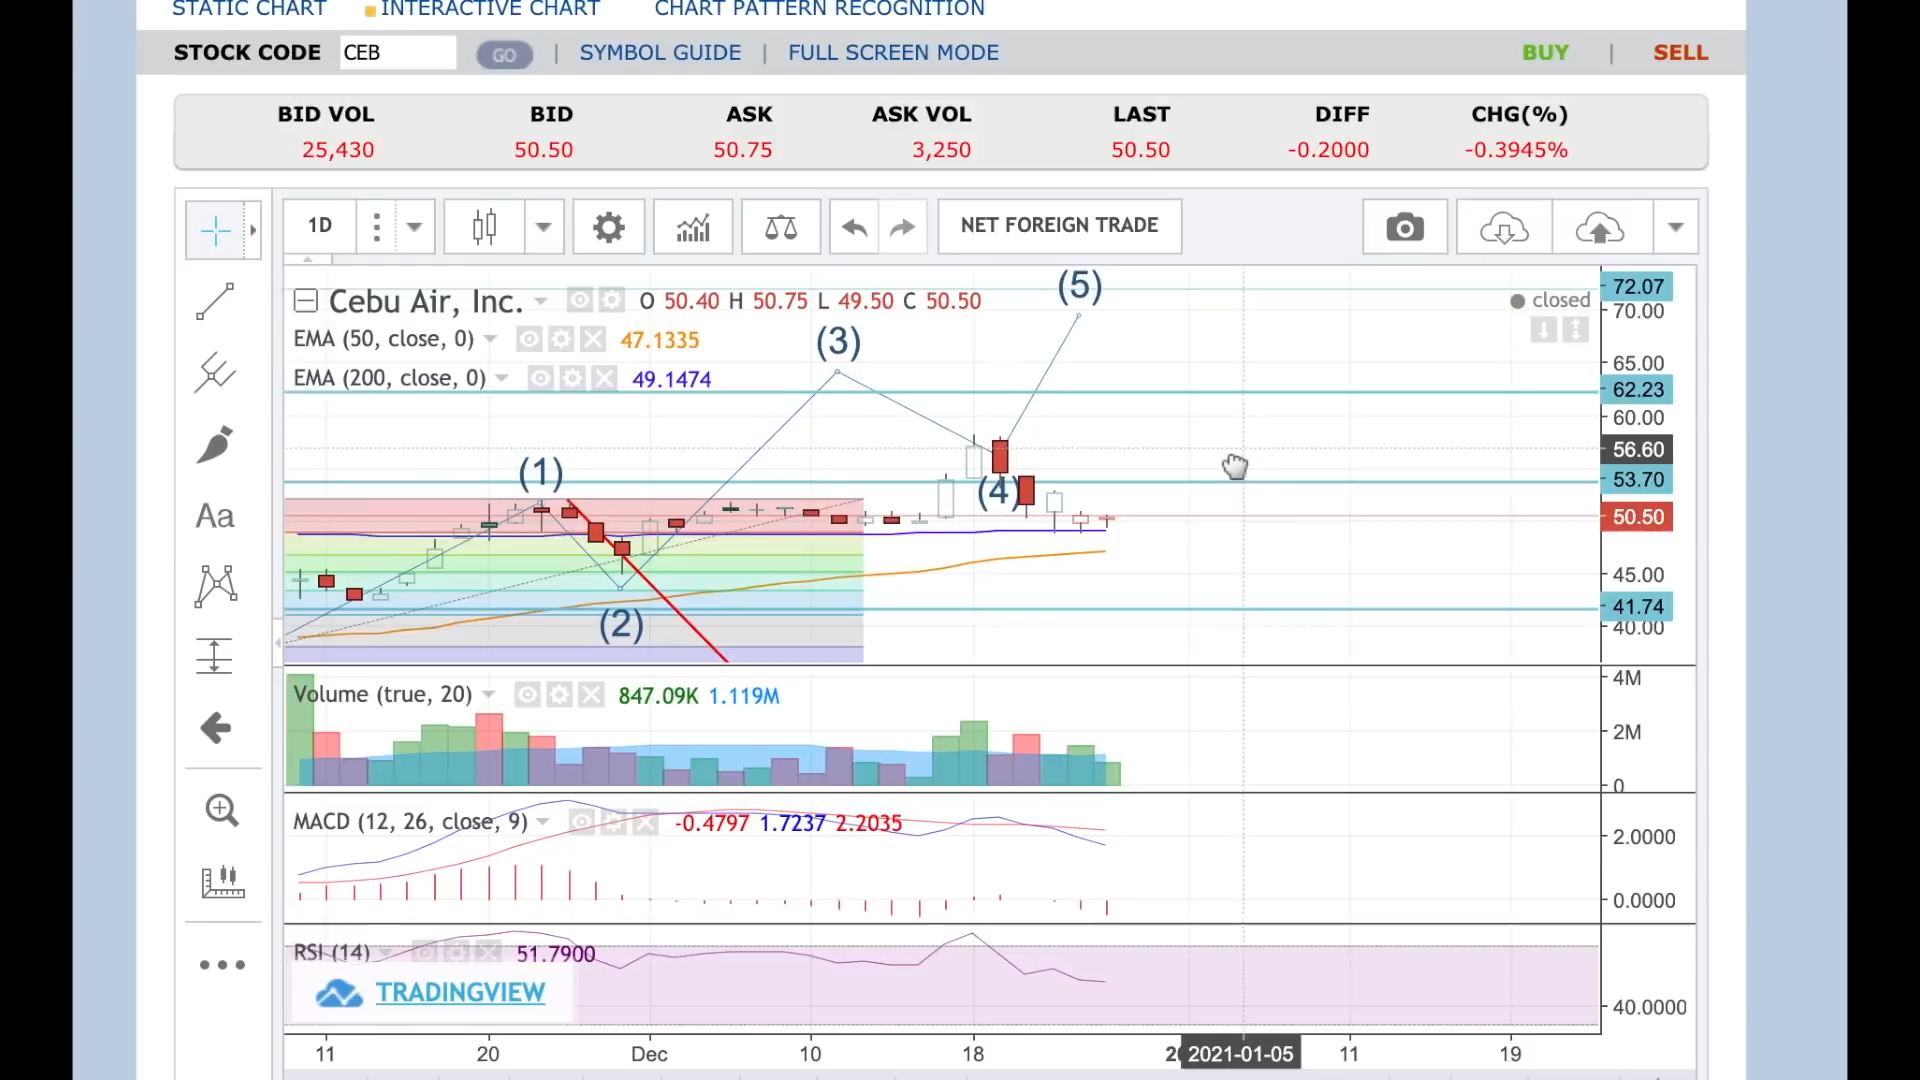 STATIC CHART INTERACTIVE CHART CHART PATTERN RECOGNITION
STOCK CODE CEB GO | SYMBOL GUIDE | FULL SCREEN MODE BUY | SELL
BID VOL BID ASK ASK VOL LAST DIFF CHG(%)
25,430 50.50 50.75 3,250 50.50 -0.2000 -0.3945%
1D NET FOREIGN TRADE
Cebu Air, Inc. O 50.40 H 50.75 L 49.50 C 50.50
closed
EMA (50, close, 0) 47.1335
EMA (200, close, 0) 49.1474
(1)
(2)
(3)
(4)
(5)
72.07
70.00
65.00
62.23
60.00
56.60
53.70
50.50
45.00
41.74
40.00
Aa
Volume (true, 20) 847.09K 1.119M
4M
2M
0
MACD (12, 26, close, 9) -0.4797 1.7237 2.2035
2.0000
0.0000
RSI (14) 51.7900
TRADINGVIEW
40.0000
11 20 Dec 10 18 2021-01-05 11 19